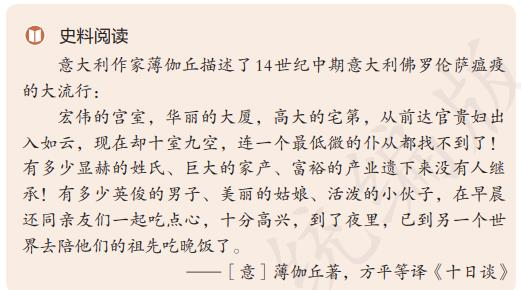 史料阅读
意大利作家薄伽丘描述了14世纪中期意大利佛罗伦萨瘟疫
的大流行：
宏伟的宫室，华丽的大厦，高大的宅第，从前达官贵妇出
入如云，现在却十室九空，连一个最低微的仆从都找不到了！
有多少显赫的姓氏、巨大的家产、富裕的产业遗下来没有人继
承！有多少英俊的男子、美丽的姑娘、活泼的小伙子，在早晨
还同亲友们一起吃点心，十分高兴，到了夜里，已到另一个世
界去陪他们的祖先吃晚饭了。
——［意］薄伽丘著，方平等译《十日谈》
统编版